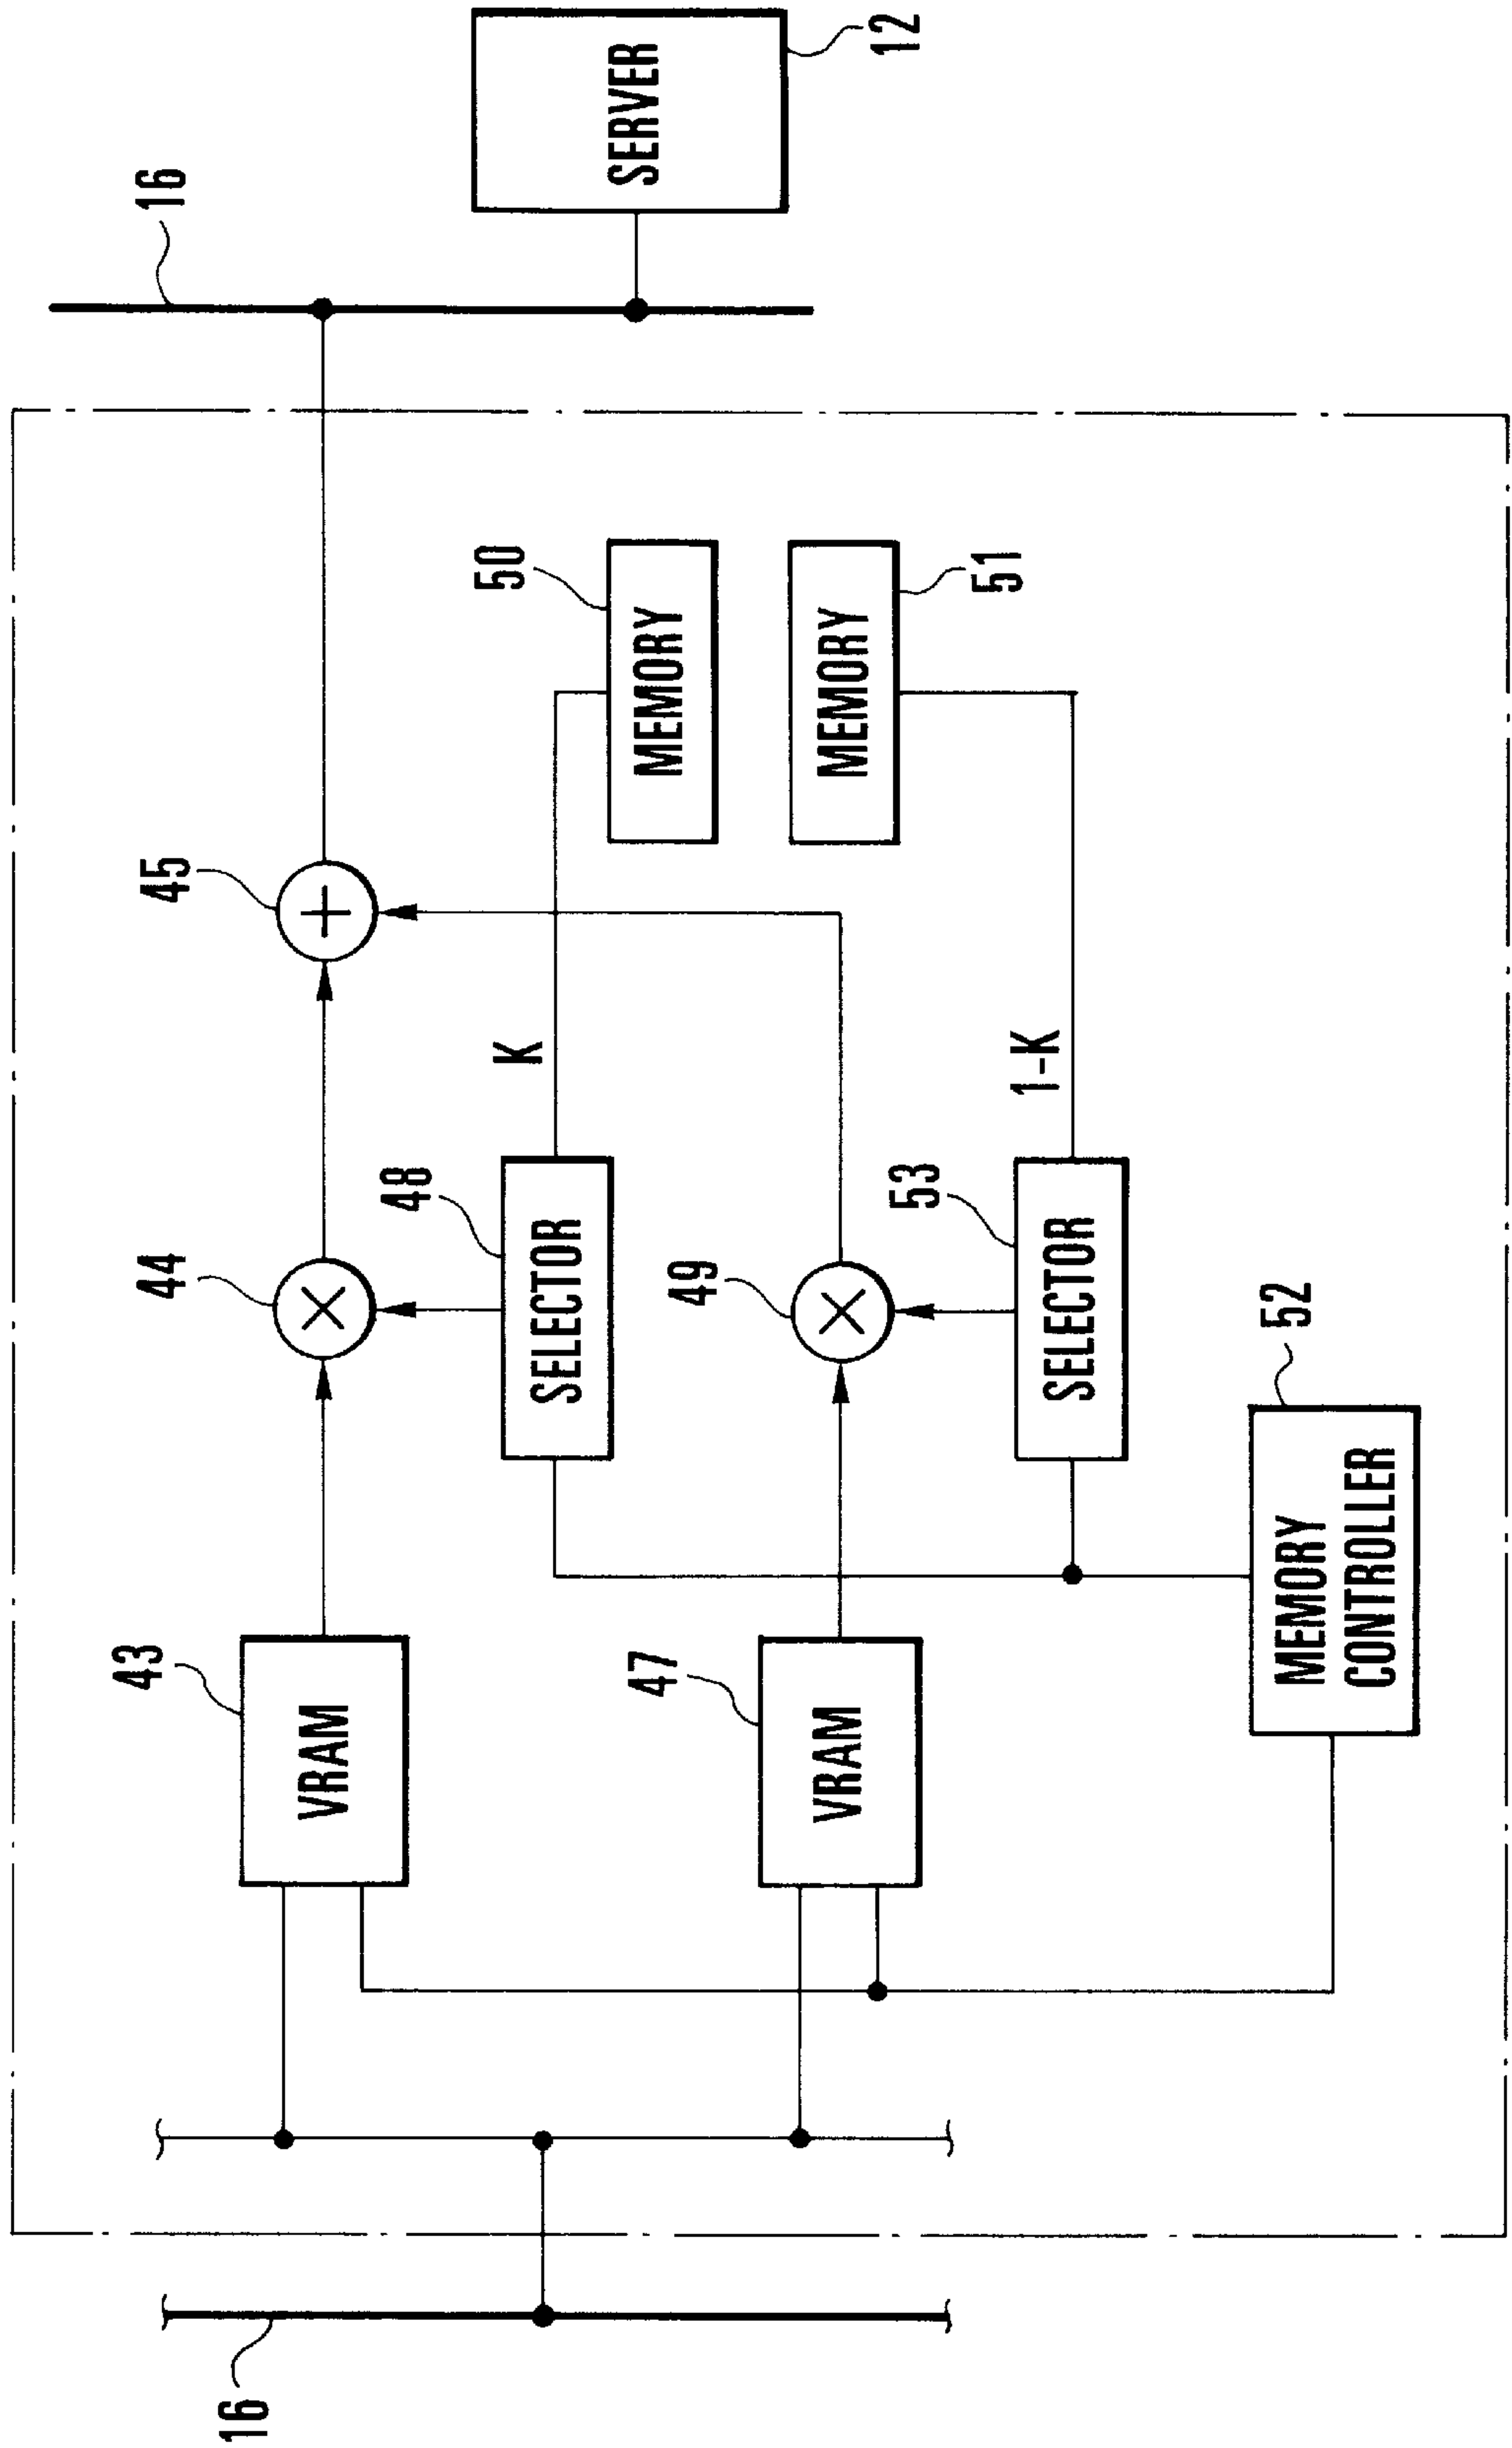 16
43
VRAM
44
45
16
48
SELECTOR
K
50
MEMORY
SERVER
12
47
VRAM
49
MEMORY
51
53
SELECTOR
1-K
52
MEMORY
CONTROLLER